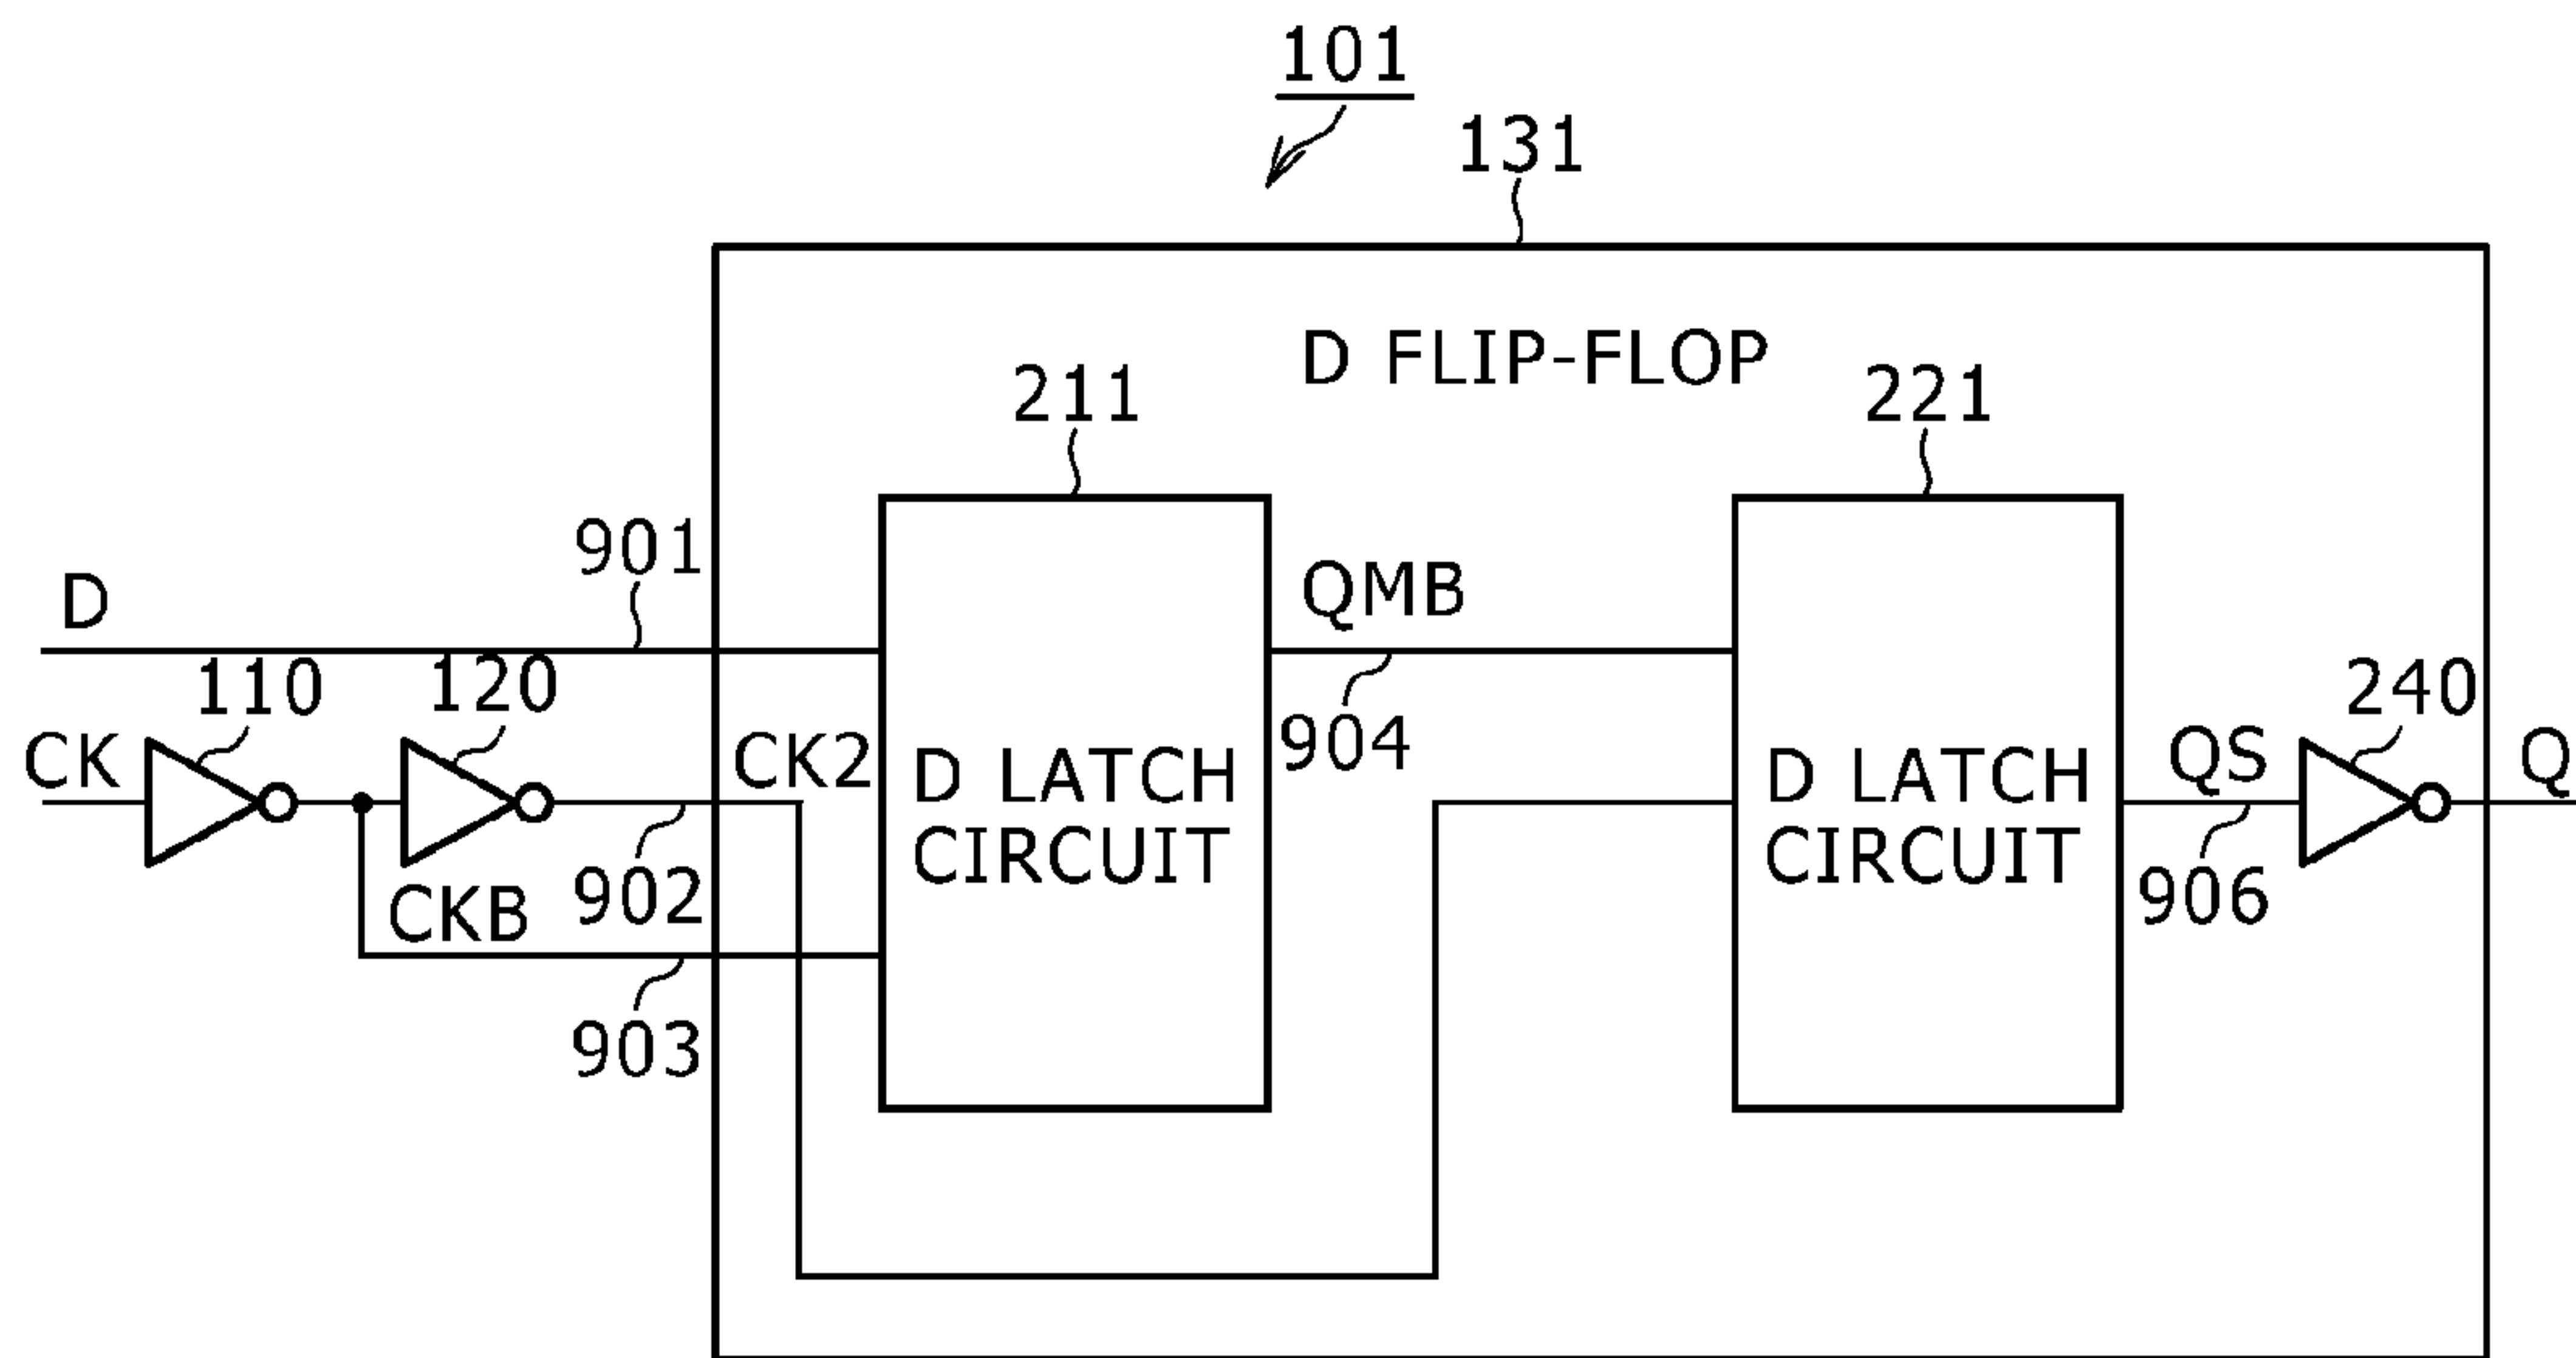 101
131
D FLIP-FLOP
211
221
901
D
QMB
110
120
904
240
CK
CK2
D LATCH
CIRCUIT
D LATCH
CIRCUIT
QS
Q
902
CKB
906
903